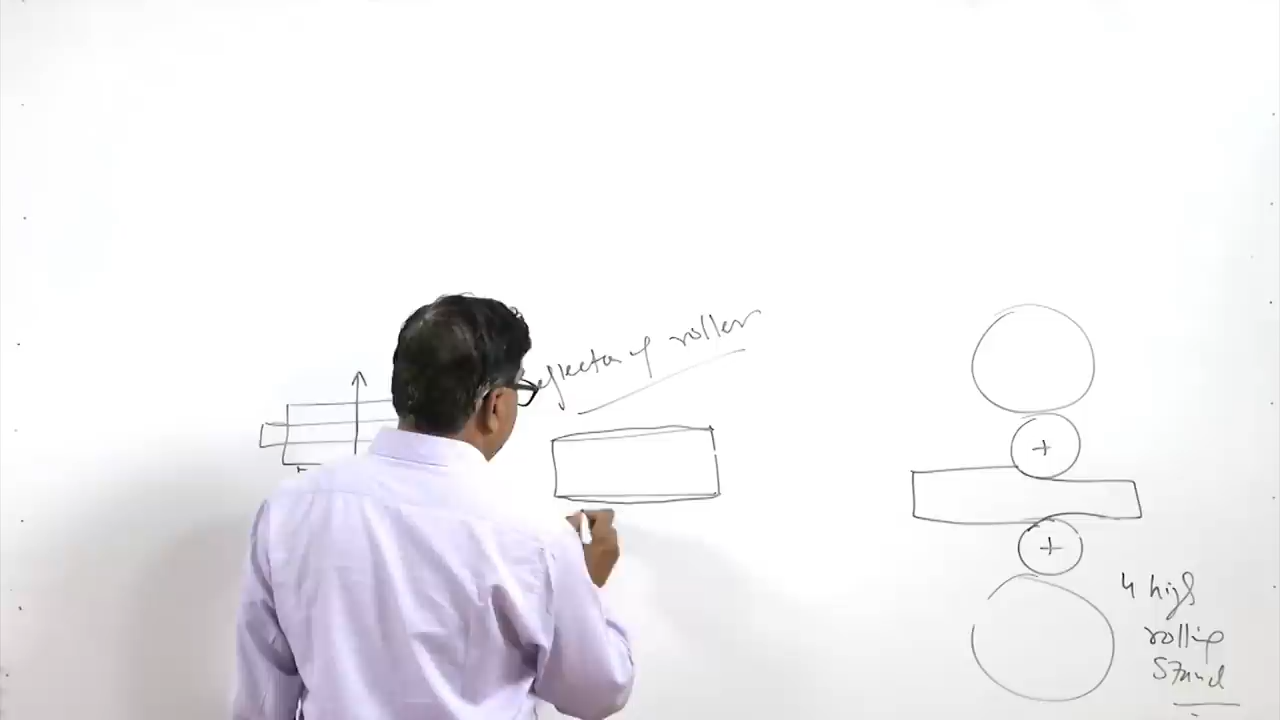 of roller
4 high
rolling
stand